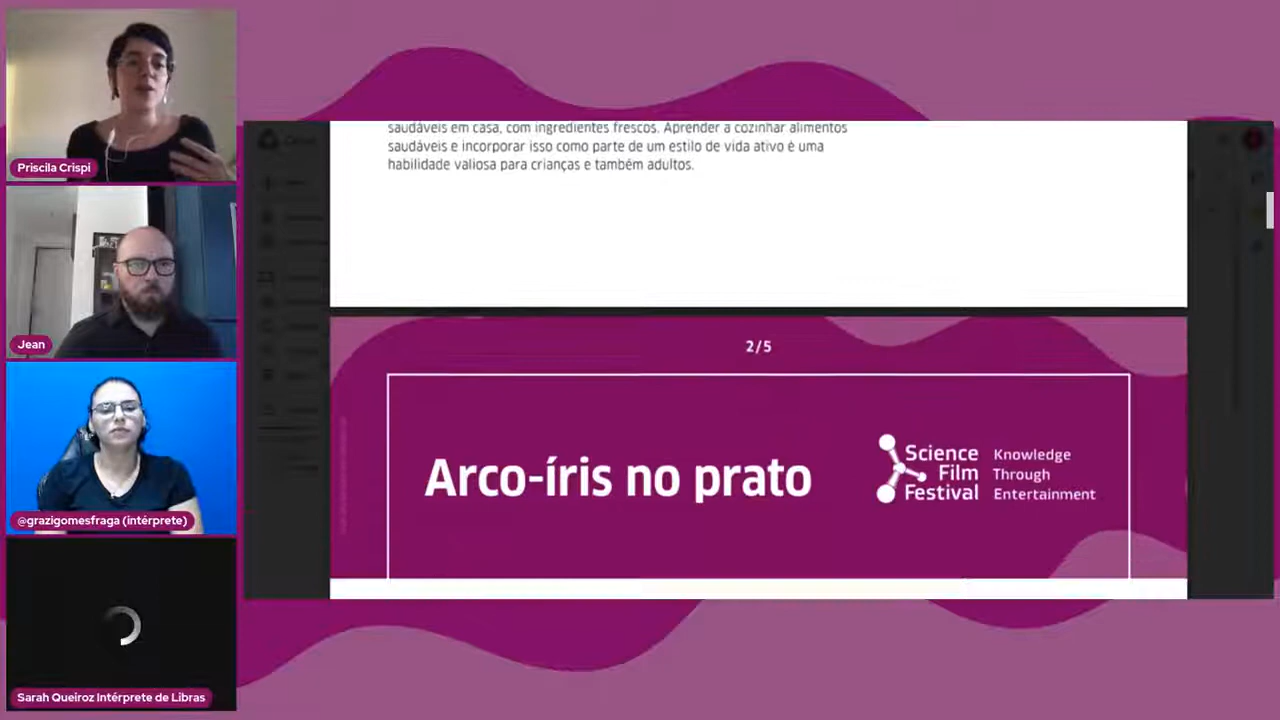 Priscila Crispi
Jean
@grazigomesfraga (intérprete)
Sarah Queiroz Intérprete de Libras
saudáveis em casa, com ingredientes frescos. Aprender a cozinhar alimentos
saudáveis e incorporar isso como parte de um estilo de vida ativo é uma
habilidade valiosa para crianças e também adultos.
2/5
Arco-íris no prato
Science
Film
Festival
Knowledge
Through
Entertainment